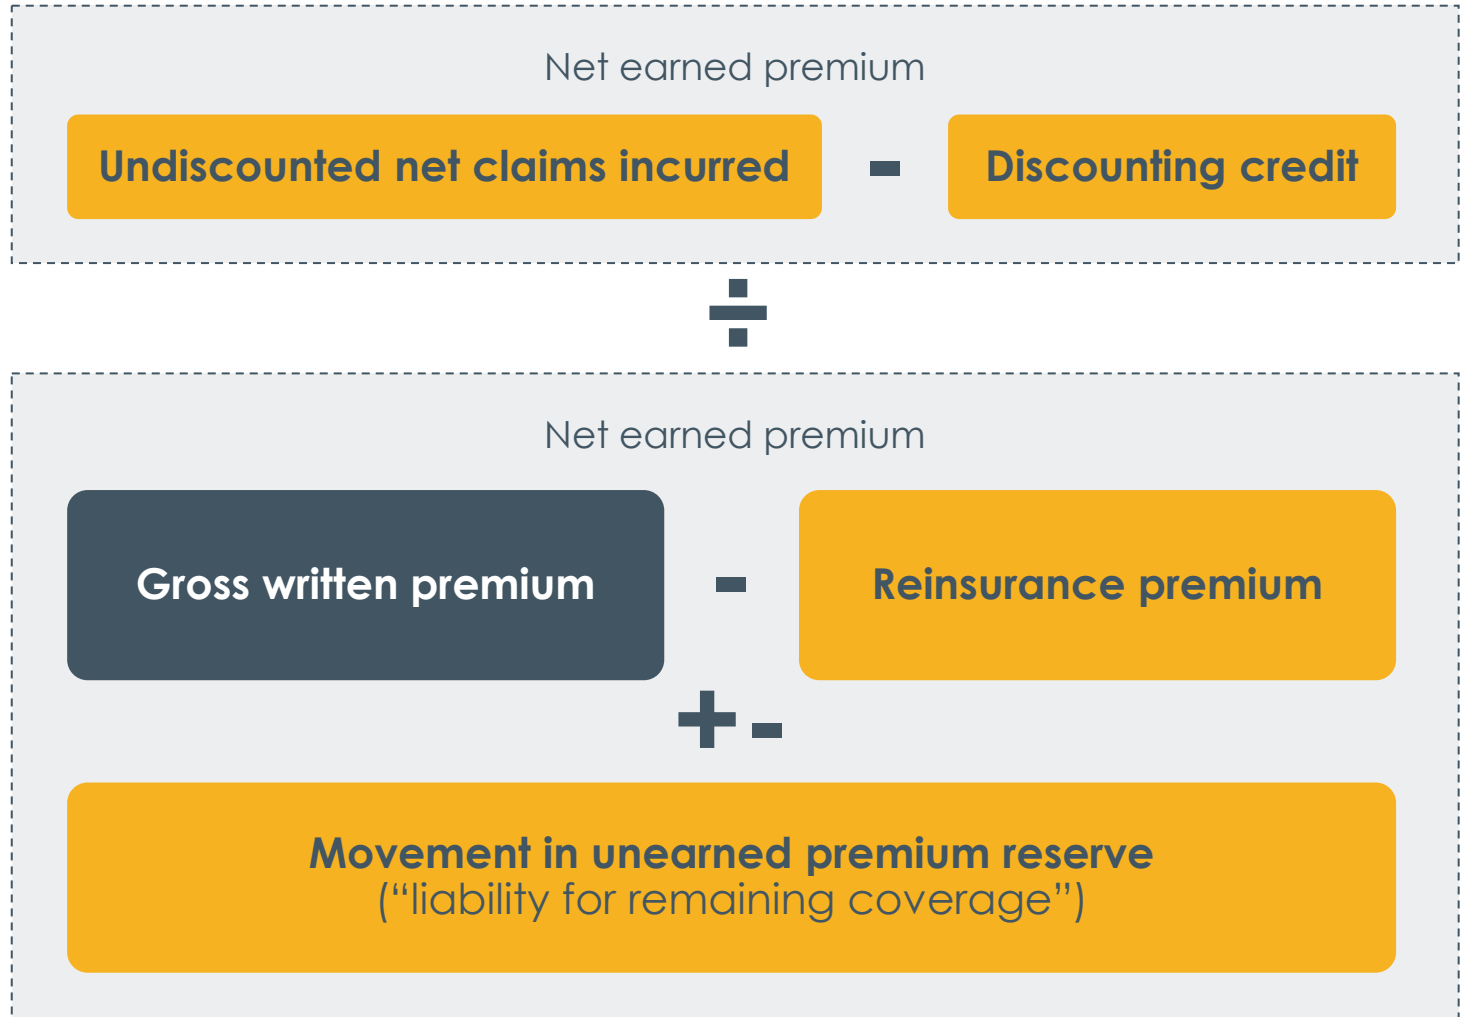 Net earned premium
Undiscounted net claims incurred - Discounting credit
÷
Net earned premium
Gross written premium - Reinsurance premium
+-
Movement in unearned premium reserve
(“liability for remaining coverage”)